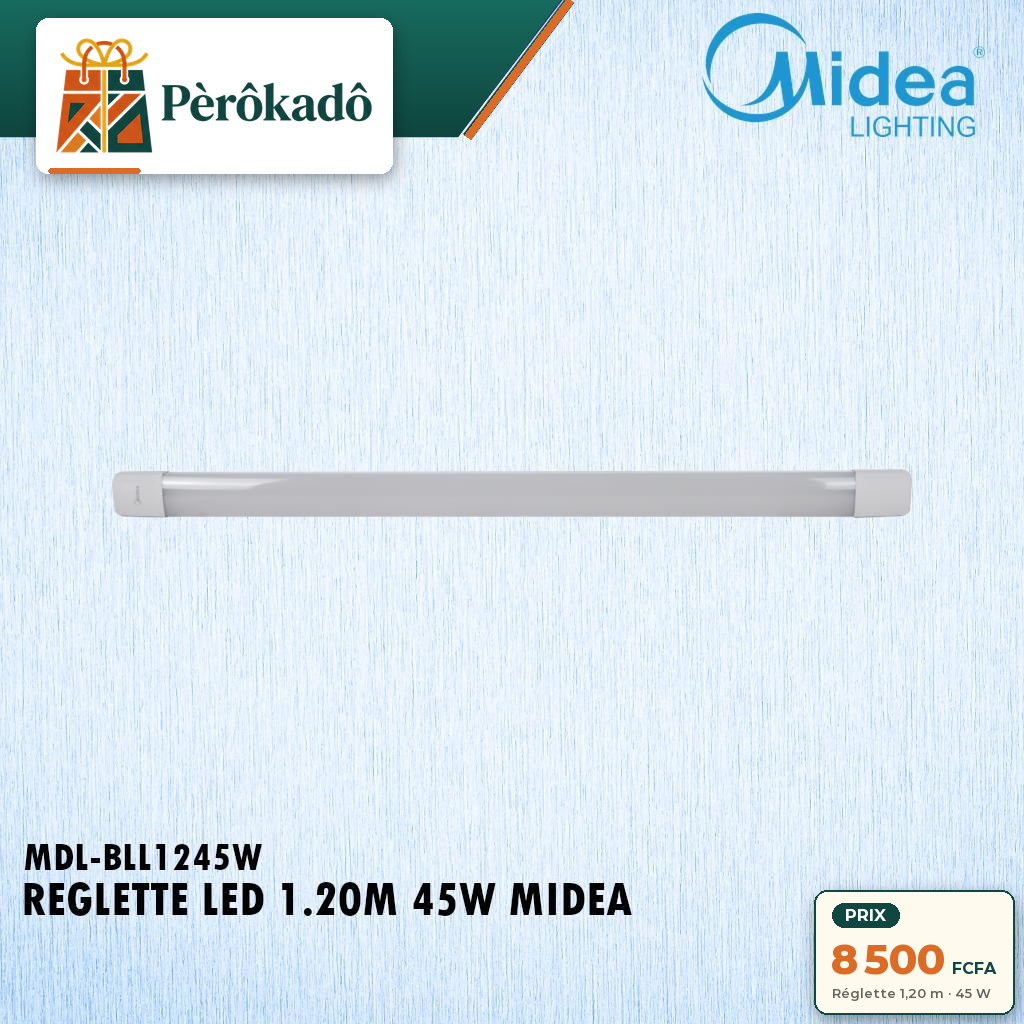 Pèrôkadô
Midea®
LIGHTING
MDL-BLL1245W
REGLETTE LED 1.20M 45W MIDEA
PRIX
8 500 FCFA
Réglette 1,20 m · 45 W